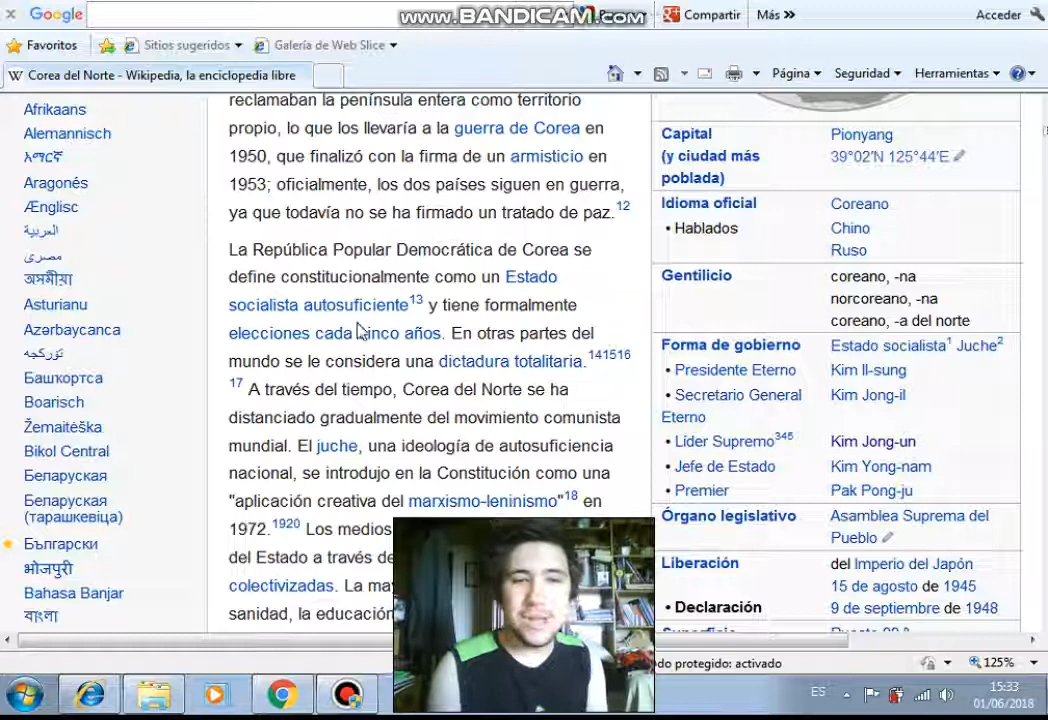 Google
www.BANDICAM.com
Compartir
Más »
Acceder
Favoritos
Sitios sugeridos
Galería de Web Slice
W Corea del Norte - Wikipedia, la enciclopedia libre
Página
Seguridad
Herramientas
Afrikaans
Alemannisch
አማርኛ
Aragonés
Ænglisc
العربية
مصرى
অসমীয়া
Asturianu
Azərbaycanca
تۆرکجه
Башҡортса
Boarisch
Žemaitėška
Bikol Central
Беларуская
Беларуская
(тарашкевіца)
Български
भोजपुरी
Bahasa Banjar
বাংলা
reclamaban la península entera como territorio
propio, lo que los llevaría a la guerra de Corea en
1950, que finalizó con la firma de un armisticio en
1953; oficialmente, los dos países siguen en guerra,
ya que todavía no se ha firmado un tratado de paz.12
La República Popular Democrática de Corea se
define constitucionalmente como un Estado
socialista autosuficiente13 y tiene formalmente
elecciones cada cinco años. En otras partes del
mundo se le considera una dictadura totalitaria.141516
17 A través del tiempo, Corea del Norte se ha
distanciado gradualmente del movimiento comunista
mundial. El juche, una ideología de autosuficiencia
nacional, se introdujo en la Constitución como una
"aplicación creativa del marxismo-leninismo"18 en
1972.1920 Los medios
del Estado a través de
colectivizadas. La ma
sanidad, la educación
Capital Pionyang
(y ciudad más 39°02′N 125°44′E
poblada)
Idioma oficial Coreano
• Hablados Chino
Ruso
Gentilicio coreano, -na
norcoreano, -na
coreano, -a del norte
Forma de gobierno Estado socialista1 Juche2
• Presidente Eterno Kim Il-sung
• Secretario General Kim Jong-il
Eterno
• Líder Supremo345 Kim Jong-un
• Jefe de Estado Kim Yong-nam
• Premier Pak Pong-ju
Órgano legislativo Asamblea Suprema del
Pueblo
Liberación del Imperio del Japón
15 de agosto de 1945
• Declaración 9 de septiembre de 1948
do protegido: activado
125%
ES
15:33
01/06/2018